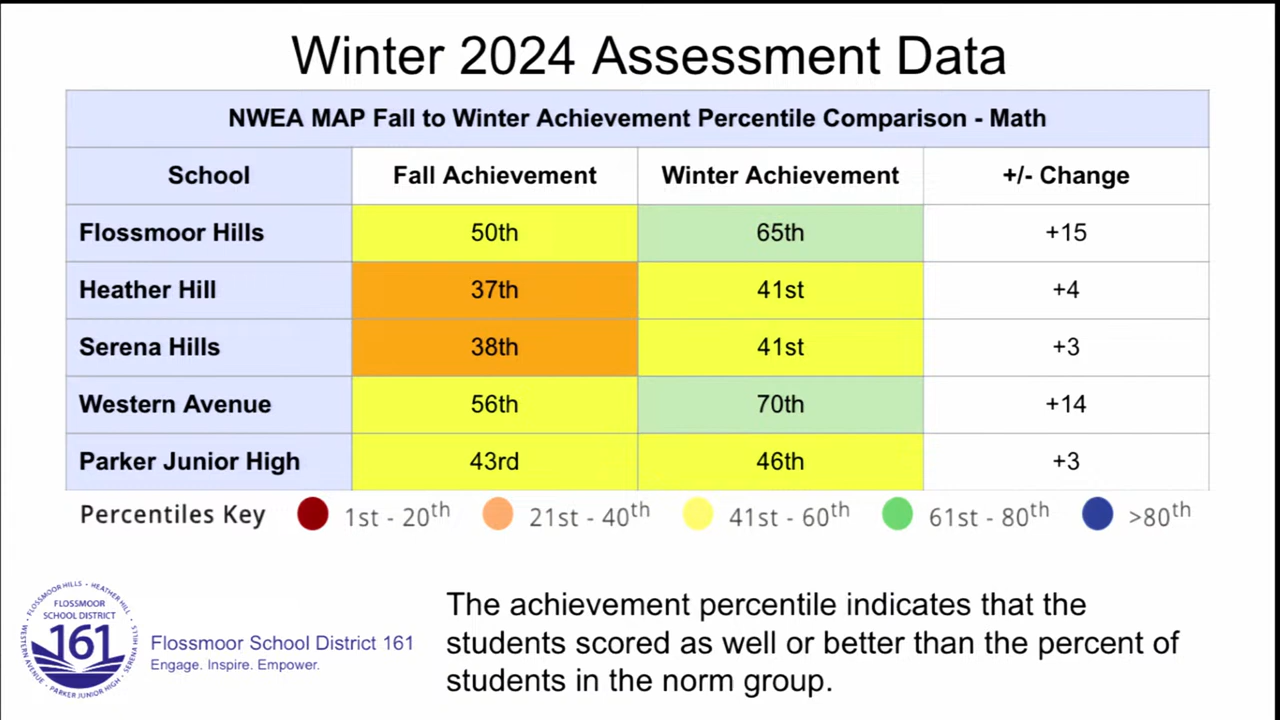 Winter 2024 Assessment Data
NWEA MAP Fall to Winter Achievement Percentile Comparison - Math
School Fall Achievement Winter Achievement +/- Change
Flossmoor Hills 50th 65th +15
Heather Hill 37th 41st +4
Serena Hills 38th 41st +3
Western Avenue 56th 70th +14
Parker Junior High 43rd 46th +3
Percentiles Key 1st - 20th 21st - 40th 41st - 60th 61st - 80th >80th
The achievement percentile indicates that the
students scored as well or better than the percent of
students in the norm group.
FLOSSMOOR HILLS • HEATHER HILL • SERENA HILLS • PARKER JUNIOR HIGH • WESTERN AVENUE •
FLOSSMOOR
SCHOOL DISTRICT
161
Flossmoor School District 161
Engage. Inspire. Empower.